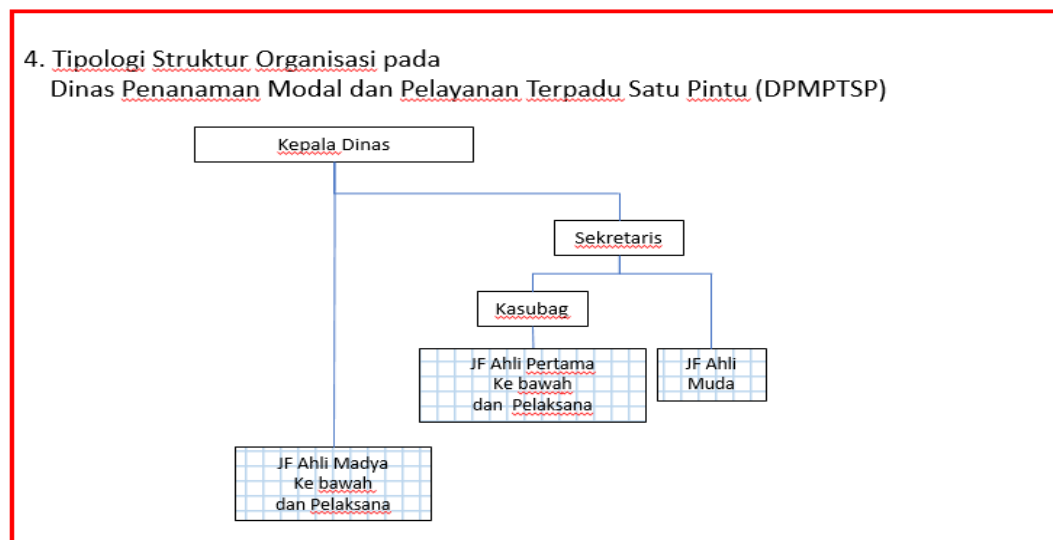 4. Tipologi Struktur Organisasi pada
Dinas Penanaman Modal dan Pelayanan Terpadu Satu Pintu (DPMPTSP)
Kepala Dinas
Sekretaris
Kasubag
JF Ahli Pertama
Ke bawah
dan Pelaksana
JF Ahli
Muda
JF Ahli Madya
Ke bawah
dan Pelaksana